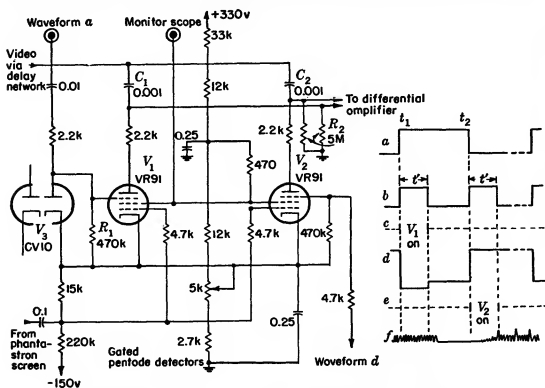 Waveform a
Monitor scope
+330v
33k
Video
via
delay
network
0.01
C1
0.001
12k
C2
0.001
To differential
amplifier
2.2k
2.2k
0.25
2.2k
R2
5M
V1
VR91
470
V2
VR91
V3
CV10
R1
470k
4.7k
12k
4.7k
470k
15k
5k
4.7k
0.1
From
phanta-
stron
screen
220k
-150v
Gated
pentode detectors
2.7k
0.25
Waveform d
t1 t2
a
t' t'
b
c V1
on
d
e V2
on
f